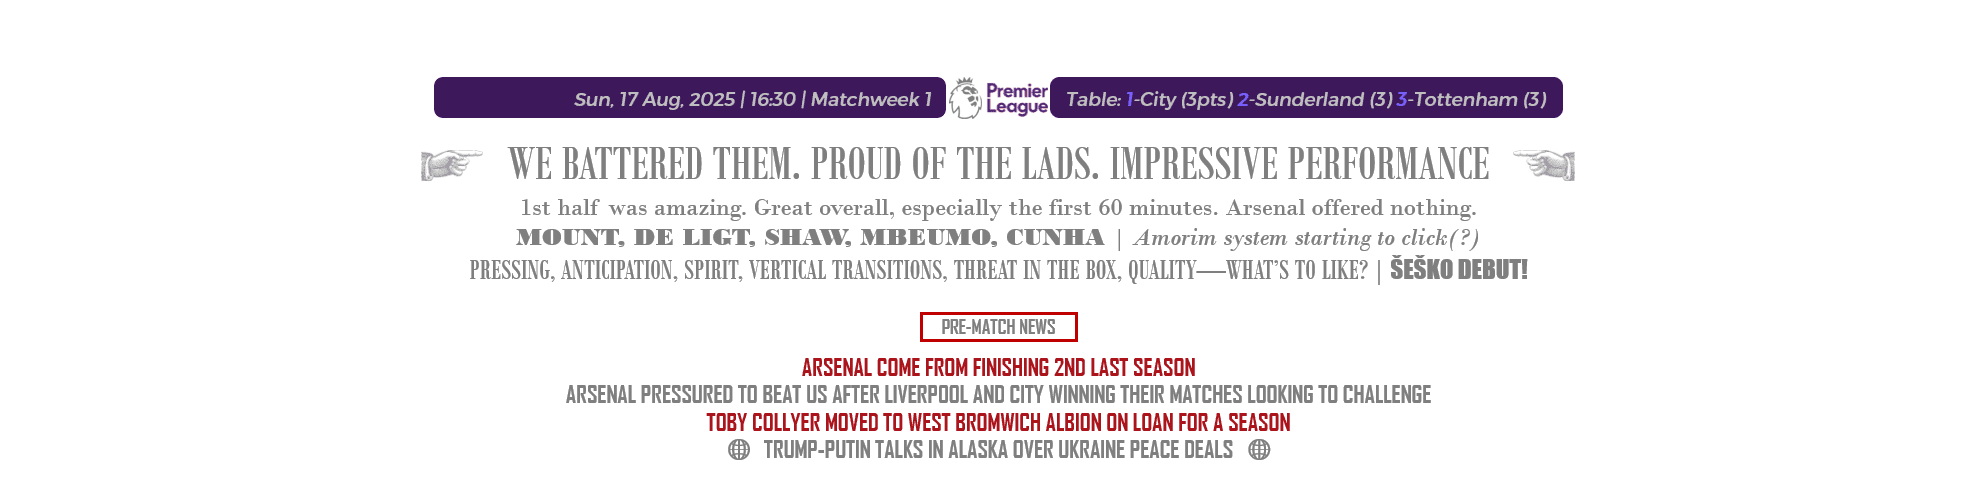 Sun, 17 Aug, 2025 | 16:30 | Matchweek 1
Premier
League
Table: 1-City (3pts) 2-Sunderland (3) 3-Tottenham (3)
WE BATTERED THEM. PROUD OF THE LADS. IMPRESSIVE PERFORMANCE
1st half was amazing. Great overall, especially the first 60 minutes. Arsenal offered nothing.
MOUNT, DE LIGT, SHAW, MBEUMO, CUNHA | Amorim system starting to click(?)
PRESSING, ANTICIPATION, SPIRIT, VERTICAL TRANSITIONS, THREAT IN THE BOX, QUALITY—WHAT'S TO LIKE? | ŠEŠKO DEBUT!
PRE-MATCH NEWS
ARSENAL COME FROM FINISHING 2ND LAST SEASON
ARSENAL PRESSURED TO BEAT US AFTER LIVERPOOL AND CITY WINNING THEIR MATCHES LOOKING TO CHALLENGE
TOBY COLLYER MOVED TO WEST BROMWICH ALBION ON LOAN FOR A SEASON
TRUMP-PUTIN TALKS IN ALASKA OVER UKRAINE PEACE DEALS